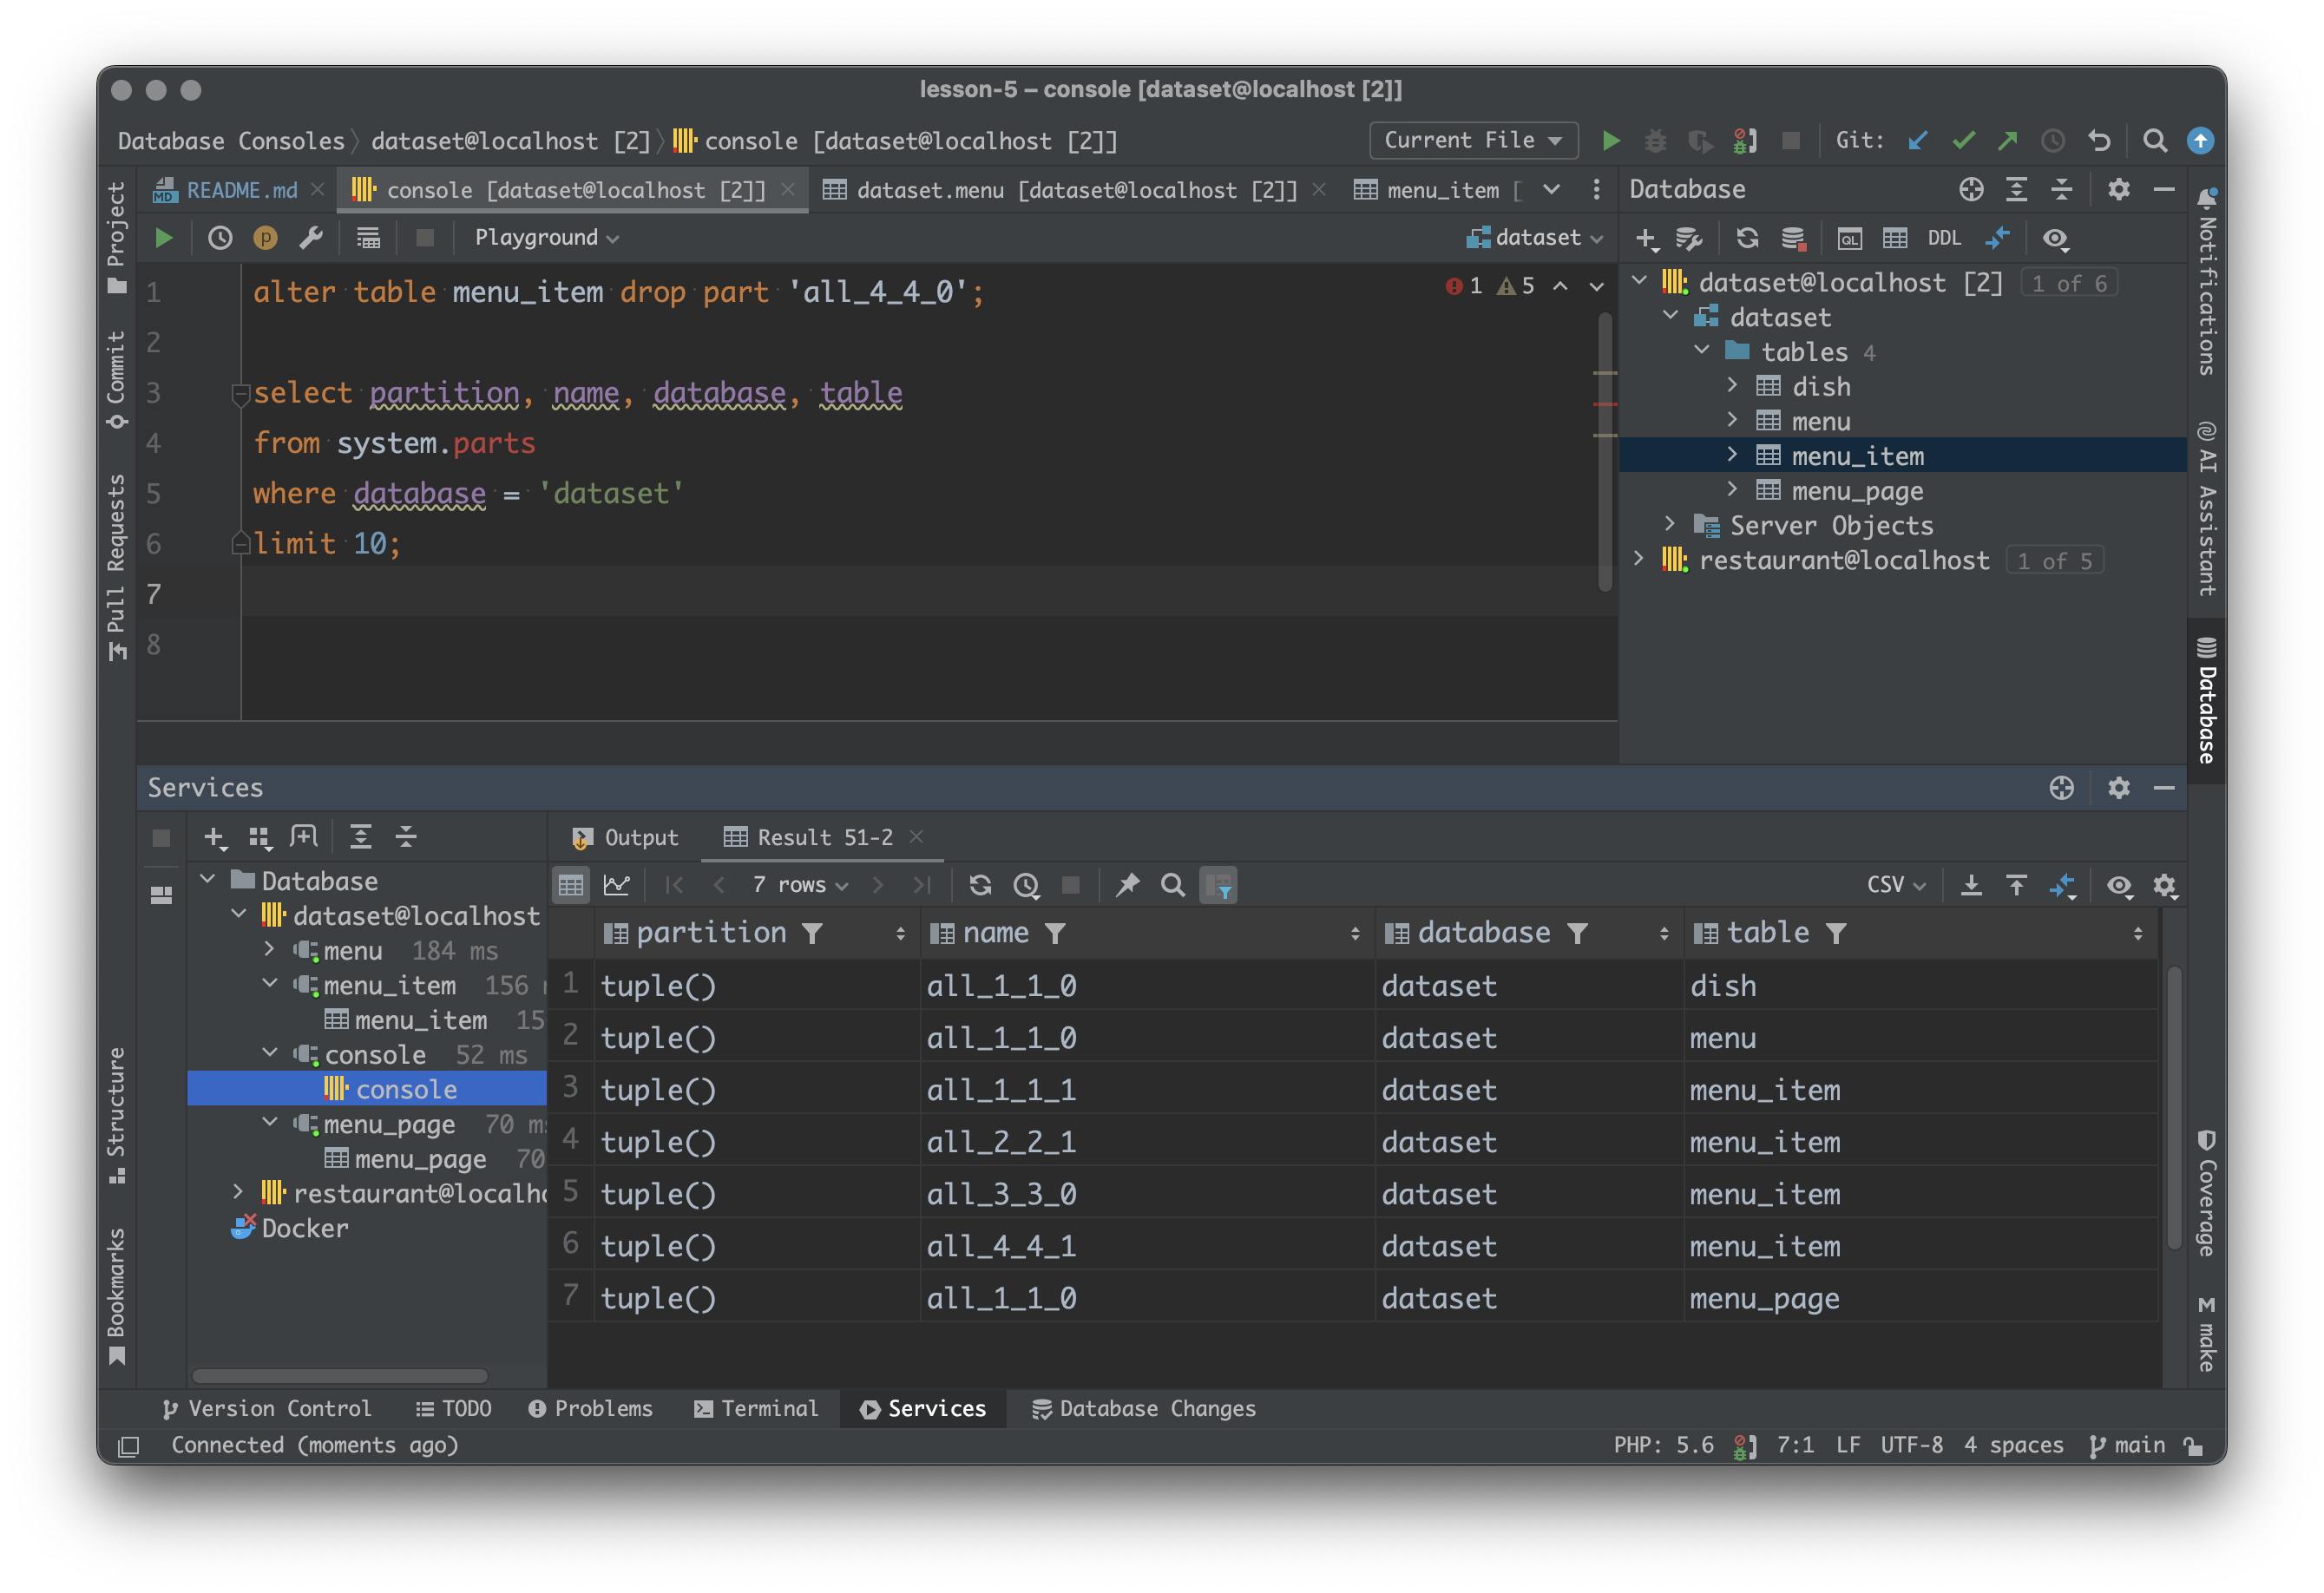 lesson-5 – console [dataset@localhost [2]]
Database Consoles dataset@localhost [2] console [dataset@localhost [2]]
Current File
Git:
README.md
console [dataset@localhost [2]]
dataset.menu [dataset@localhost [2]]
menu_item [
Playground
dataset
1 alter table menu_item drop part 'all_4_4_0';
2
3 select partition, name, database, table
4 from system.parts
5 where database = 'dataset'
6 limit 10;
7
8
1 5
Database
DDL
dataset@localhost [2] 1 of 6
dataset
tables 4
dish
menu
menu_item
menu_page
Server Objects
restaurant@localhost 1 of 5
Project
Commit
Pull Requests
Structure
Bookmarks
Notifications
AI Assistant
Database
Coverage
make
Services
Database
dataset@localhost
menu 184 ms
menu_item 156
menu_item 15
console 52 ms
console
menu_page 70 ms
menu_page 70
restaurant@localho
Docker
Output
Result 51-2
7 rows
CSV
partition name database table
1 tuple() all_1_1_0 dataset dish
2 tuple() all_1_1_0 dataset menu
3 tuple() all_1_1_1 dataset menu_item
4 tuple() all_2_2_1 dataset menu_item
5 tuple() all_3_3_0 dataset menu_item
6 tuple() all_4_4_1 dataset menu_item
7 tuple() all_1_1_0 dataset menu_page
Version Control TODO Problems Terminal Services Database Changes
Connected (moments ago)
PHP: 5.6 7:1 LF UTF-8 4 spaces main